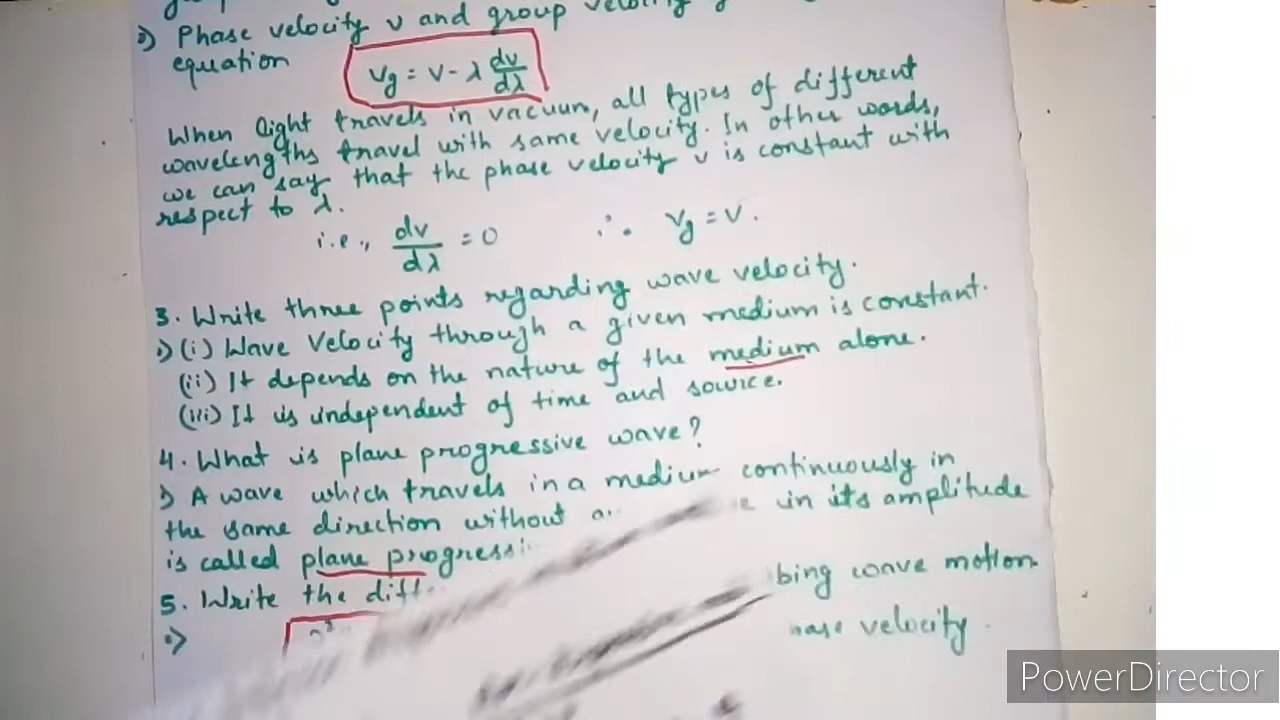 Phase velocity v and group
equation
Vg = V - λ dv/dλ
When light travels in vacuum, all types of different
wavelengths travel with same velocity. In other words,
we can say that the phase velocity v is constant with
respect to λ.
i.e., dv/dλ = 0 ∴ Vg = V.
3. Write three points regarding wave velocity.
(i) Wave Velocity through a given medium is constant.
(ii) It depends on the nature of the medium alone.
(iii) It is independent of time and source.
4. What is plane progressive wave?
A wave which travels in a medium continuously in
the same direction without in its amplitude
is called plane
5. Write the wave motion.
velocity.
PowerDirector